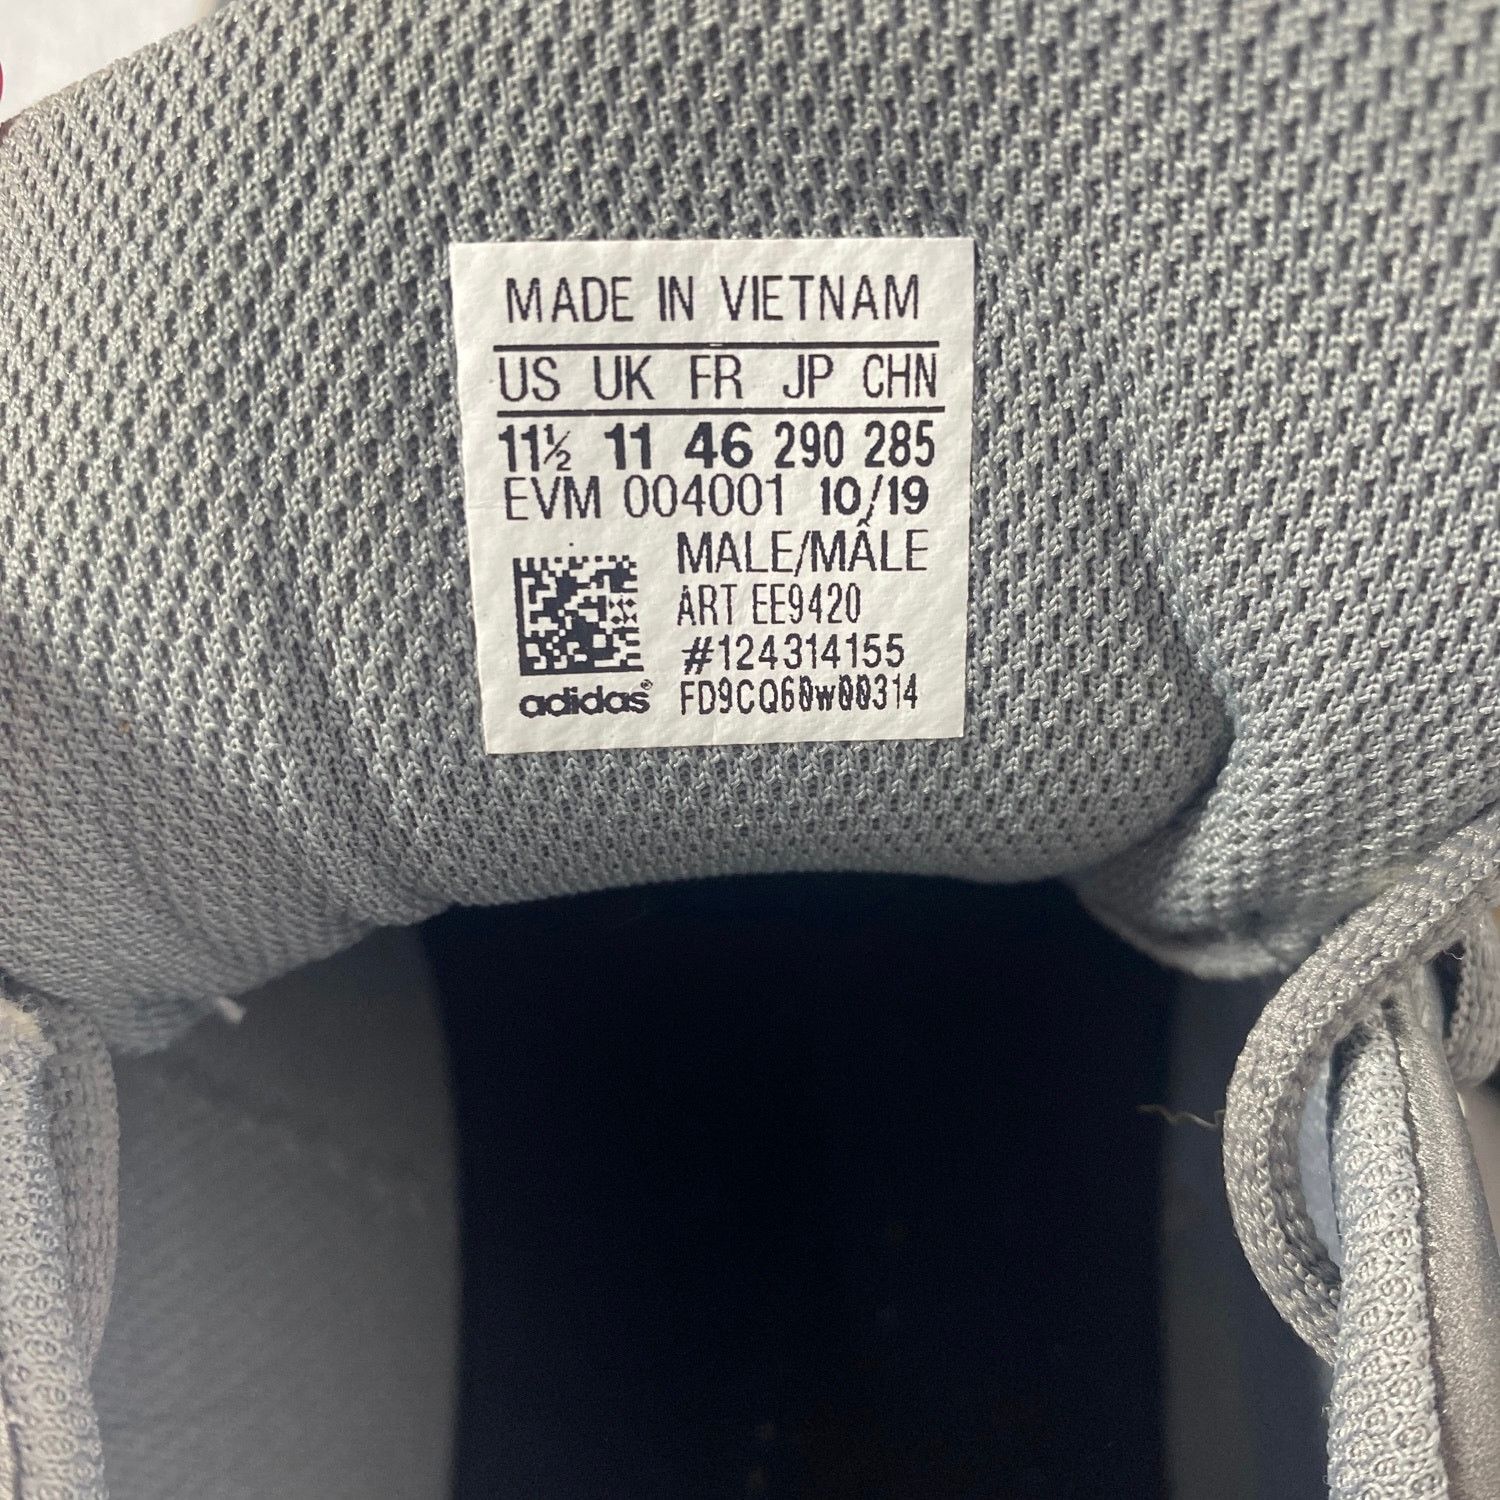 MADE IN VIETNAM
US UK FR JP CHN
11½ 11 46 290 285
EVM 004001 10/19
MALE/MÂLE
ART EE9420
#124314155
adidas® FD9CQ60w00314